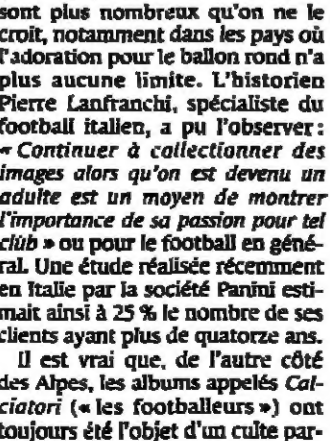 sont plus nombreux qu'on ne le
croit, notamment dans les pays où
l'adoration pour le ballon rond n'a
plus aucune limite. L'historien
Pierre Lanfranchi, spécialiste du
football italien, a pu l'observer :
« Continuer à collectionner des
images alors qu'on est devenu un
adulte est un moyen de montrer
l'importance de sa passion pour tel
club » ou pour le football en géné-
ral. Une étude réalisée récemment
en Italie par la société Panini esti-
mait ainsi à 25 % le nombre de ses
clients ayant plus de quatorze ans.
Il est vrai que, de l'autre côté
des Alpes, les albums appelés Cal-
ciatori (« les footballeurs ») ont
toujours été l'objet d'un culte par-